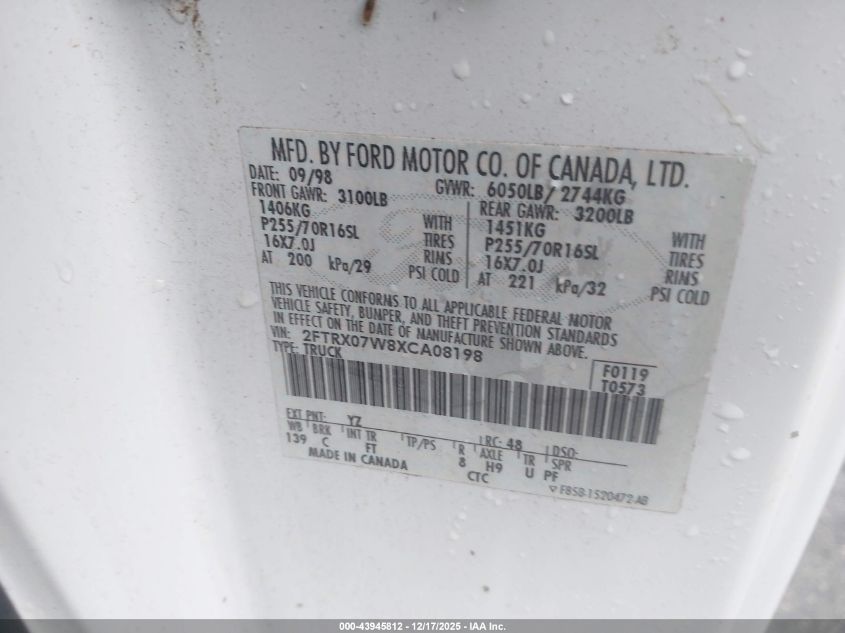 MFD. BY FORD MOTOR CO. OF CANADA, LTD.
DATE: 09/98 GVWR: 6050LB/ 2744KG
FRONT GAWR: 3100LB REAR GAWR: 3200LB
1406KG WITH 1451KG WITH
P255/70R16SL TIRES P255/70R16SL TIRES
16X7.0J RIMS 16X7.0J RIMS
AT 200 kPa/29 PSI COLD AT 221 kPa/32 PSI COLD
THIS VEHICLE CONFORMS TO ALL APPLICABLE FEDERAL MOTOR
VEHICLE SAFETY, BUMPER, AND THEFT PREVENTION STANDARDS
IN EFFECT ON THE DATE OF MANUFACTURE SHOWN ABOVE.
VIN: 2FTRX07W8XCA08198
TYPE: TRUCK
F0119
T0573
EXT PNT: YZ RC: 48 DSO:
WB BRK INT TR TP/PS R AXLE TR SPR
139 C FT 8 H9 U PF
MADE IN CANADA CTC
F85B-1520472-AB
000-43945812 - 12/17/2025 - IAA Inc.